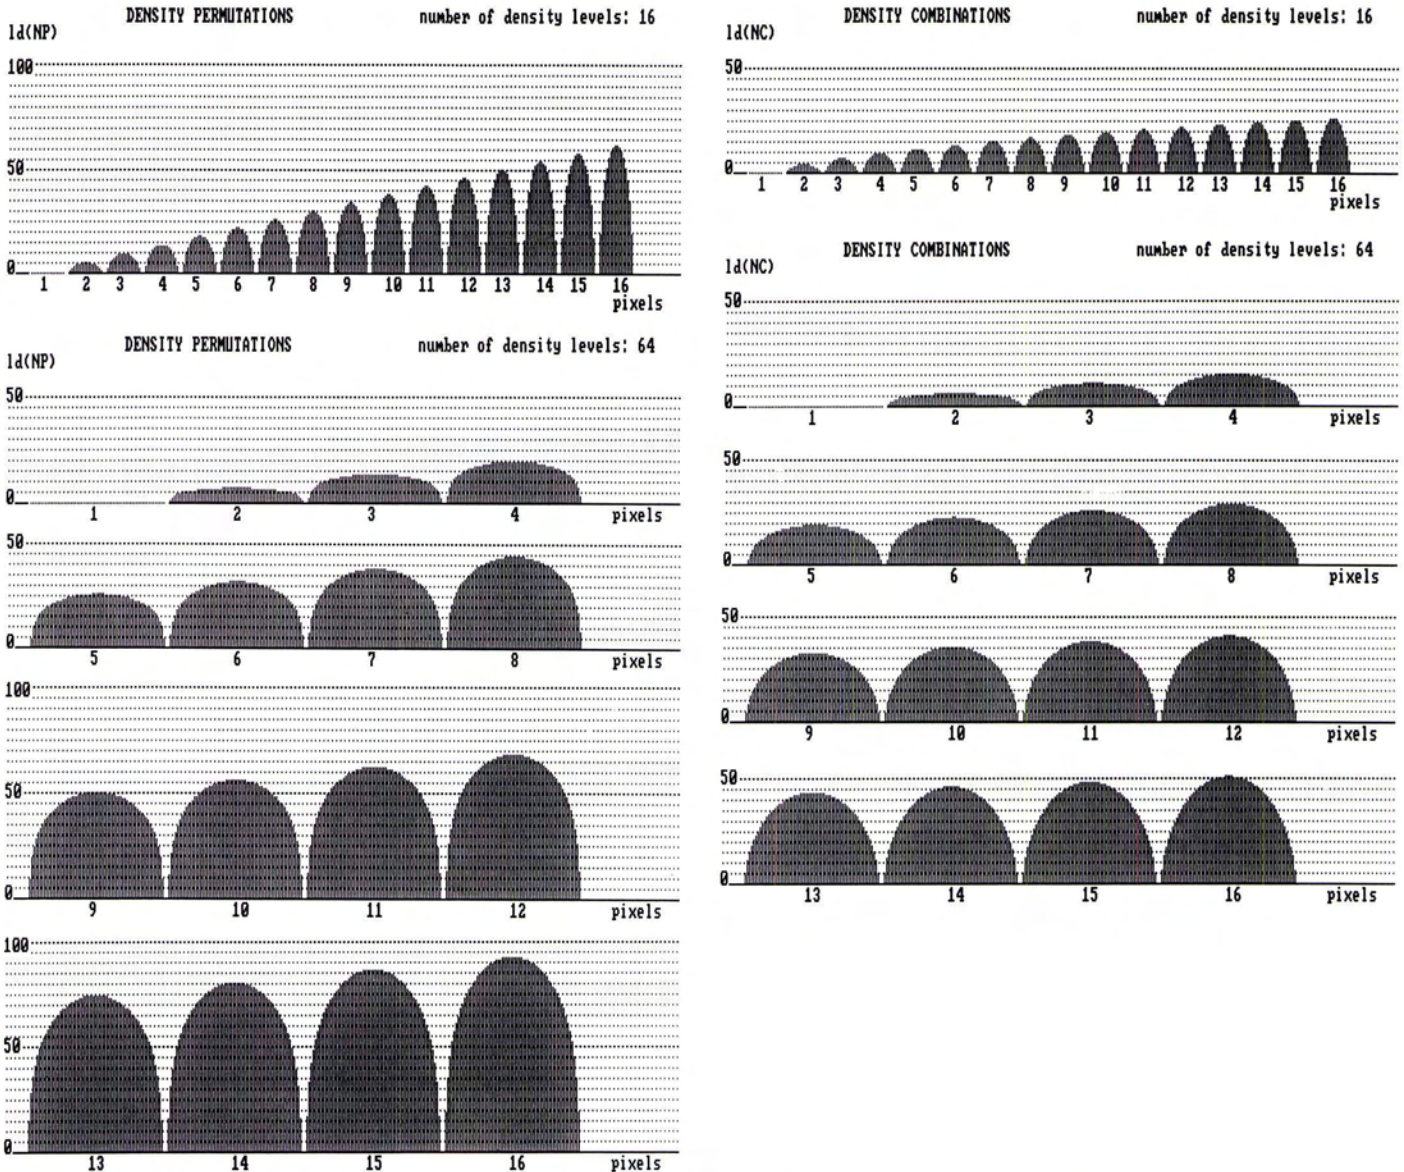 DENSITY PERMUTATIONS number of density levels: 16
ld(NP)
100
50
0
1 2 3 4 5 6 7 8 9 10 11 12 13 14 15 16
pixels
DENSITY PERMUTATIONS number of density levels: 64
ld(NP)
50
0
1 2 3 4 pixels
50
0
5 6 7 8 pixels
100
50
0
9 10 11 12 pixels
100
50
0
13 14 15 16 pixels
DENSITY COMBINATIONS number of density levels: 16
ld(NC)
50
0
1 2 3 4 5 6 7 8 9 10 11 12 13 14 15 16
pixels
DENSITY COMBINATIONS number of density levels: 64
ld(NC)
50
0
1 2 3 4 pixels
50
0
5 6 7 8 pixels
50
0
9 10 11 12 pixels
50
0
13 14 15 16 pixels